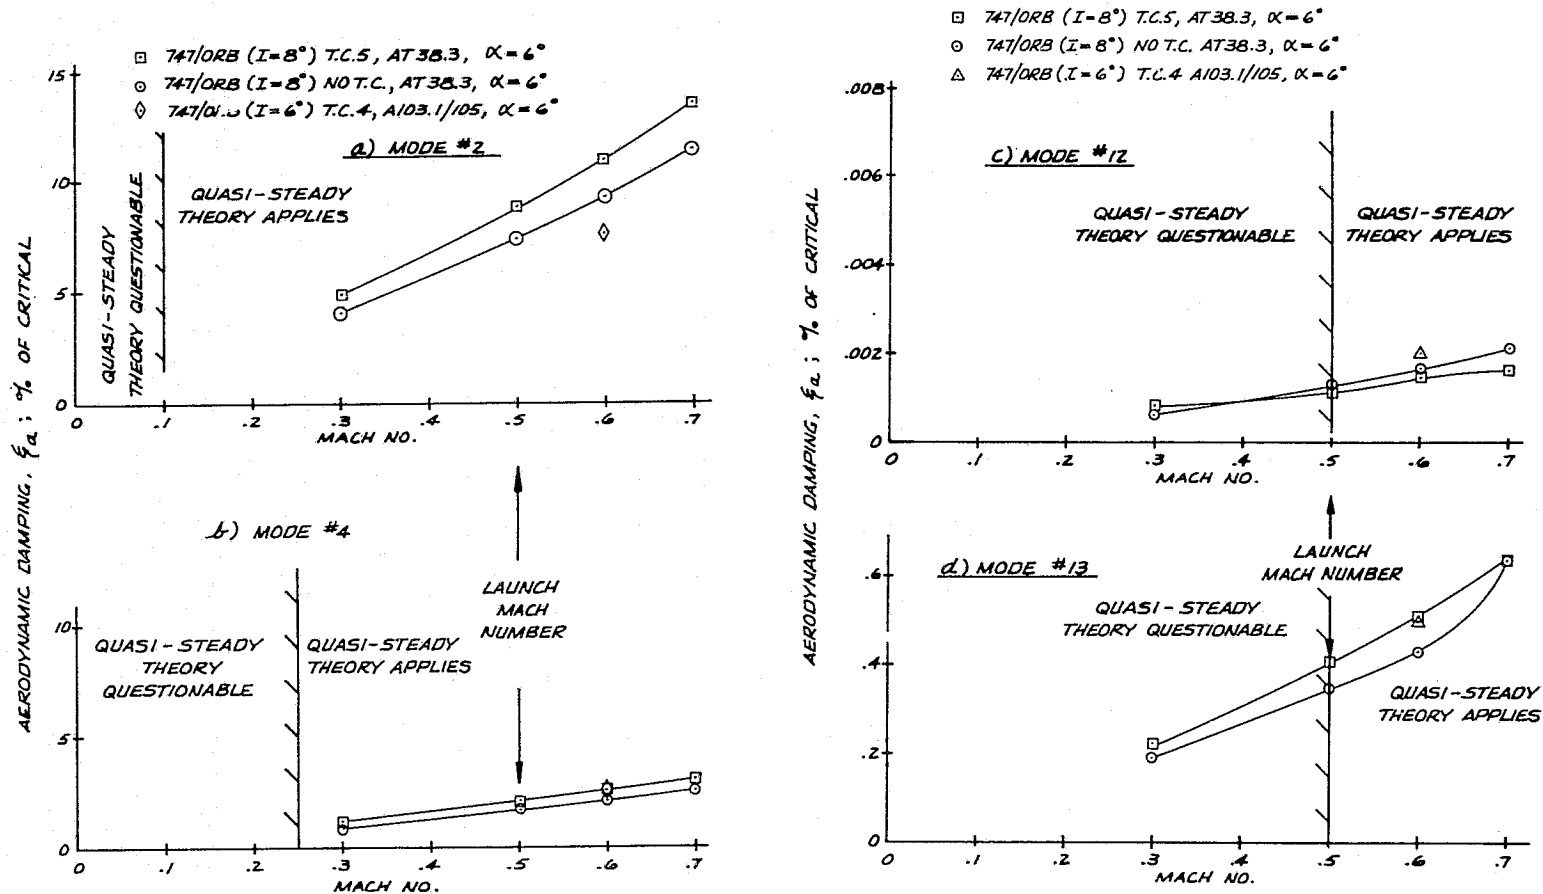 747/ORB (I=8°) T.C.5, AT38.3, α=6°
747/ORB (I=8°) NO T.C., AT38.3, α=6°
(I=6°) T.C.4, A103.1/105, α=6°
a) MODE #2
15
10
5
0
QUASI-STEADY
THEORY QUESTIONABLE
QUASI-STEADY
THEORY APPLIES
0 .1 .2 .3 .4 .5 .6 .7
MACH NO.
AERODYNAMIC DAMPING, ξa ; % OF CRITICAL
b) MODE #4
10
5
0
QUASI-STEADY
THEORY
QUESTIONABLE
QUASI-STEADY
THEORY APPLIES
LAUNCH
MACH
NUMBER
0 .1 .2 .3 .4 .5 .6 .7
MACH NO.
747/ORB (I=8°) T.C.5, AT38.3, α=6°
747/ORB (I=8°) NO T.C. AT38.3, α=6°
747/ORB (I=6°) T.C.4 A103.1/105, α=6°
c) MODE #12
.008
.006
.004
.002
0
QUASI-STEADY
THEORY QUESTIONABLE
QUASI-STEADY
THEORY APPLIES
0 .1 .2 .3 .4 .5 .6 .7
MACH NO.
AERODYNAMIC DAMPING, ξa ; % OF CRITICAL
d) MODE #13
.6
.4
.2
0
LAUNCH
MACH NUMBER
QUASI-STEADY
THEORY QUESTIONABLE
QUASI-STEADY
THEORY APPLIES
0 .1 .2 .3 .4 .5 .6 .7
MACH NO.